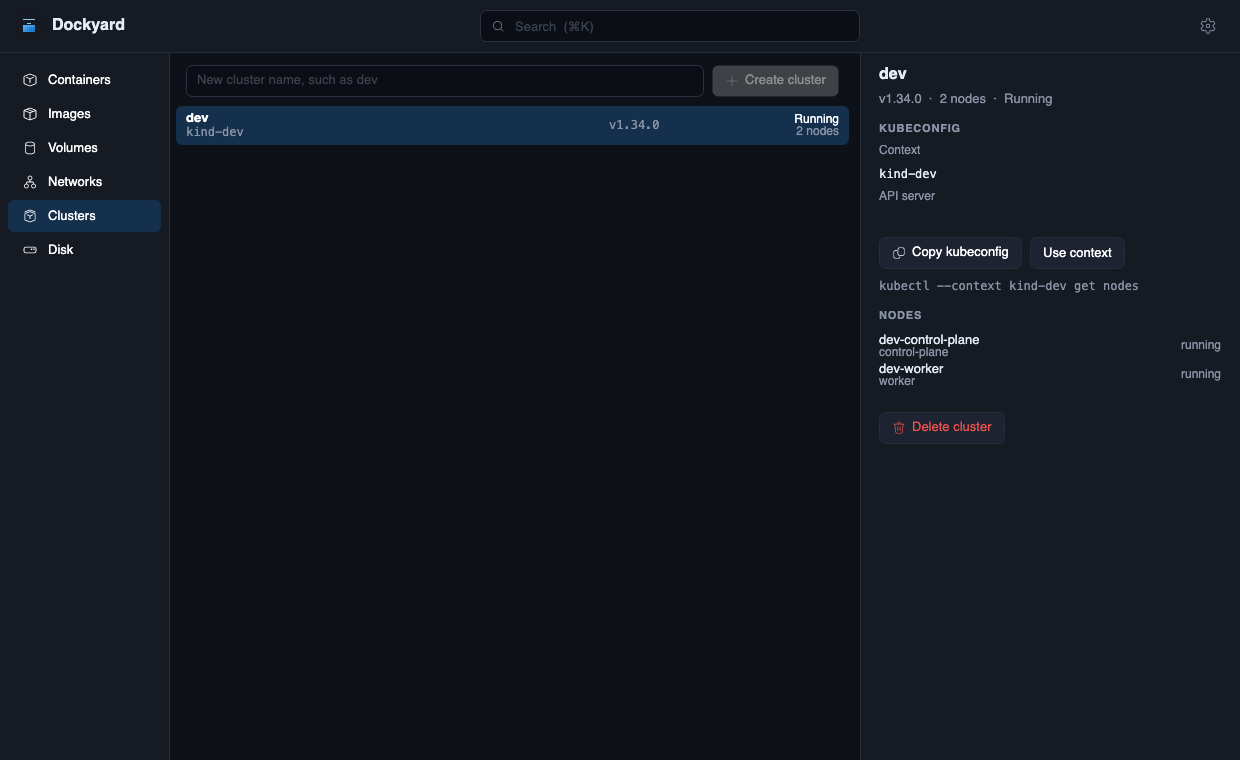 Dockyard
Search (⌘K)
Containers
Images
Volumes
Networks
Clusters
Disk
New cluster name, such as dev
Create cluster
dev
kind-dev
v1.34.0
Running
2 nodes
dev
v1.34.0 · 2 nodes · Running
KUBECONFIG
Context
kind-dev
API server
Copy kubeconfig
Use context
kubectl --context kind-dev get nodes
NODES
dev-control-plane
control-plane
running
dev-worker
worker
running
Delete cluster